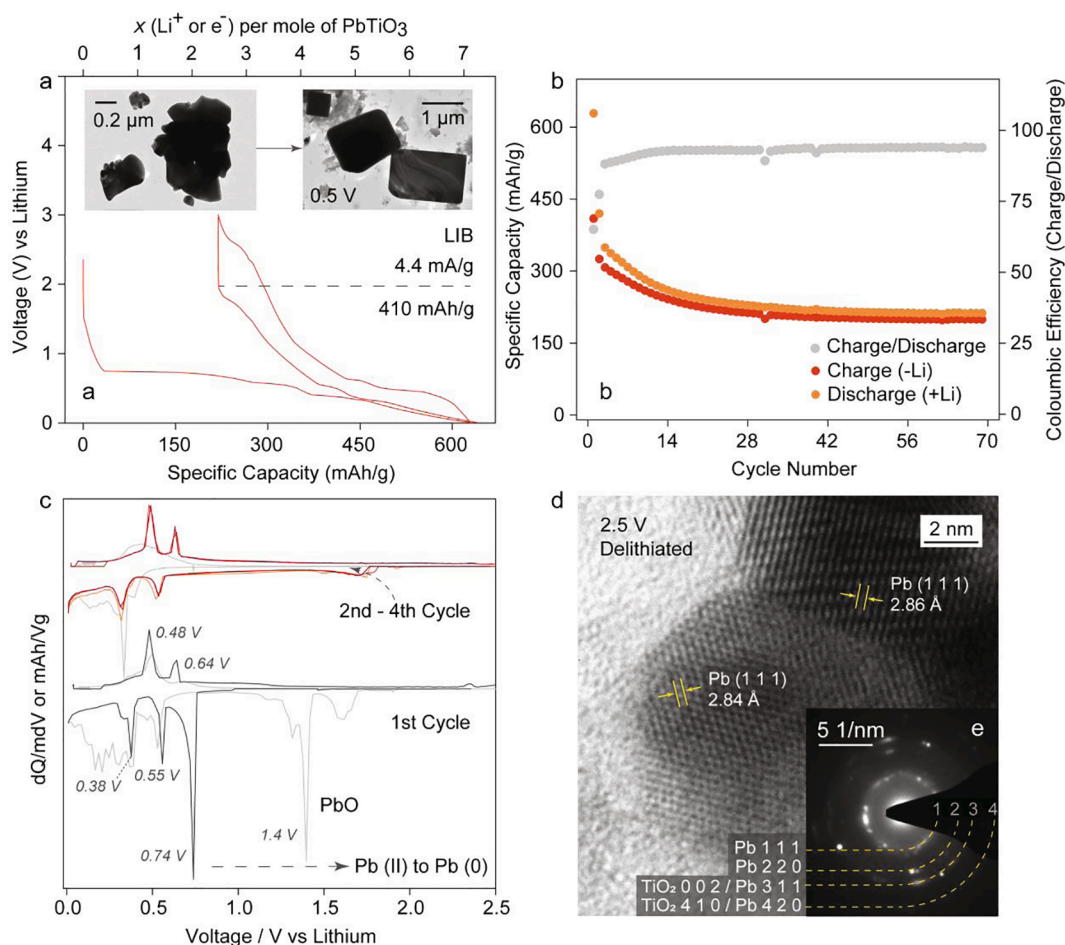 x (Li⁺ or e⁻) per mole of PbTiO₃
0 1 2 3 4 5 6 7
a
5
4
3
2
1
0
Voltage (V) vs Lithium
0.2 µm
1 µm
0.5 V
LIB
4.4 mA/g
410 mAh/g
a
0 150 300 450 600
Specific Capacity (mAh/g)
b
600
450
300
150
0
Specific Capacity (mAh/g)
100
75
50
25
0
Coloumbic Efficiency (Charge/Discharge)
Charge/Discharge
Charge (-Li)
Discharge (+Li)
b
0 14 28 42 56 70
Cycle Number
c
dQ/mdV or mAh/Vg
2nd - 4th Cycle
0.48 V
0.64 V
1st Cycle
0.38 V
0.55 V
PbO
0.74 V
1.4 V
Pb (II) to Pb (0)
0.0 0.5 1.0 1.5 2.0 2.5
Voltage / V vs Lithium
d
2.5 V
Delithiated
2 nm
Pb (1 1 1)
2.86 Å
Pb (1 1 1)
2.84 Å
5 1/nm
e
1 2 3 4
Pb 1 1 1
Pb 2 2 0
TiO₂ 0 0 2 / Pb 3 1 1
TiO₂ 4 1 0 / Pb 4 2 0